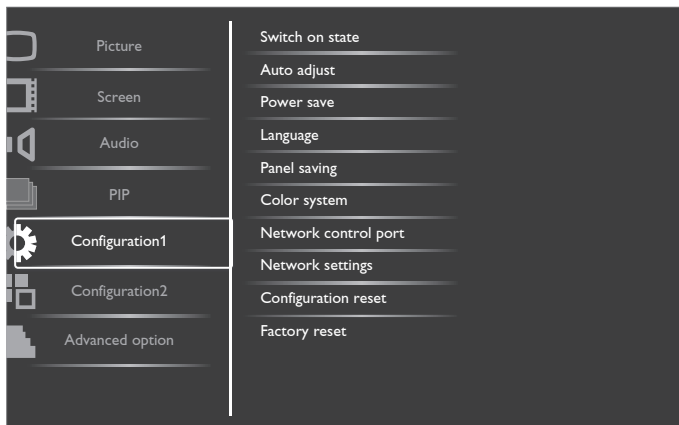 Picture
Screen
Audio
PIP
Configuration1
Configuration2
Advanced option
Switch on state
Auto adjust
Power save
Language
Panel saving
Color system
Network control port
Network settings
Configuration reset
Factory reset